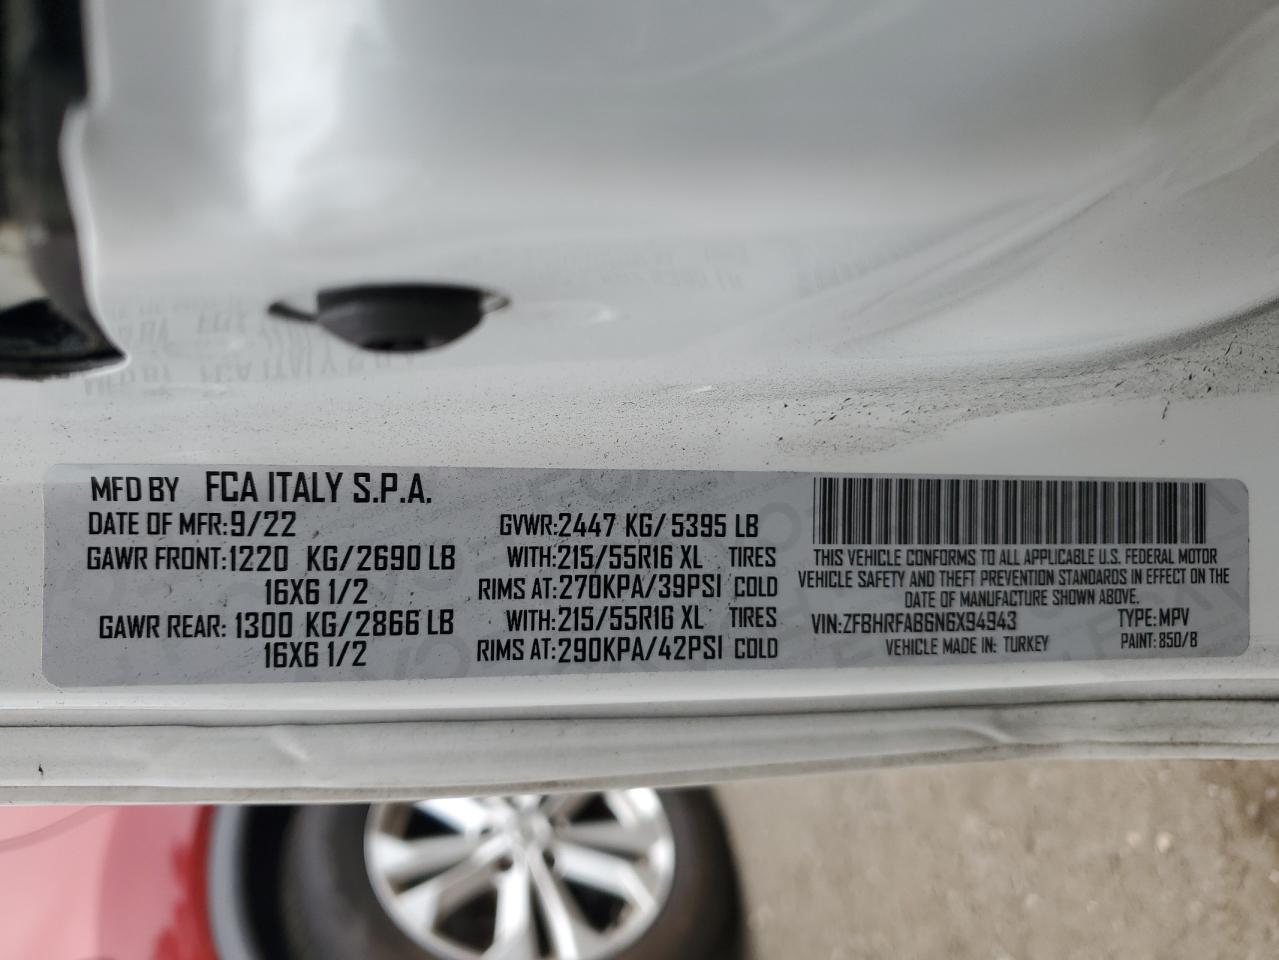 MFD BY FCA ITALY S.P.A.
DATE OF MFR: 9/22 GVWR: 2447 KG/ 5395 LB
GAWR FRONT: 1220 KG/2690 LB WITH: 215/55R16 XL TIRES
16X6 1/2 RIMS AT: 270KPA/39PSI COLD
GAWR REAR: 1300 KG/2866 LB WITH: 215/55R16 XL TIRES
16X6 1/2 RIMS AT: 290KPA/42PSI COLD
THIS VEHICLE CONFORMS TO ALL APPLICABLE U.S. FEDERAL MOTOR
VEHICLE SAFETY AND THEFT PREVENTION STANDARDS IN EFFECT ON THE
DATE OF MANUFACTURE SHOWN ABOVE.
VIN: ZFBHRFAB6N6X94943 TYPE: MPV
VEHICLE MADE IN: TURKEY PAINT: 850/B